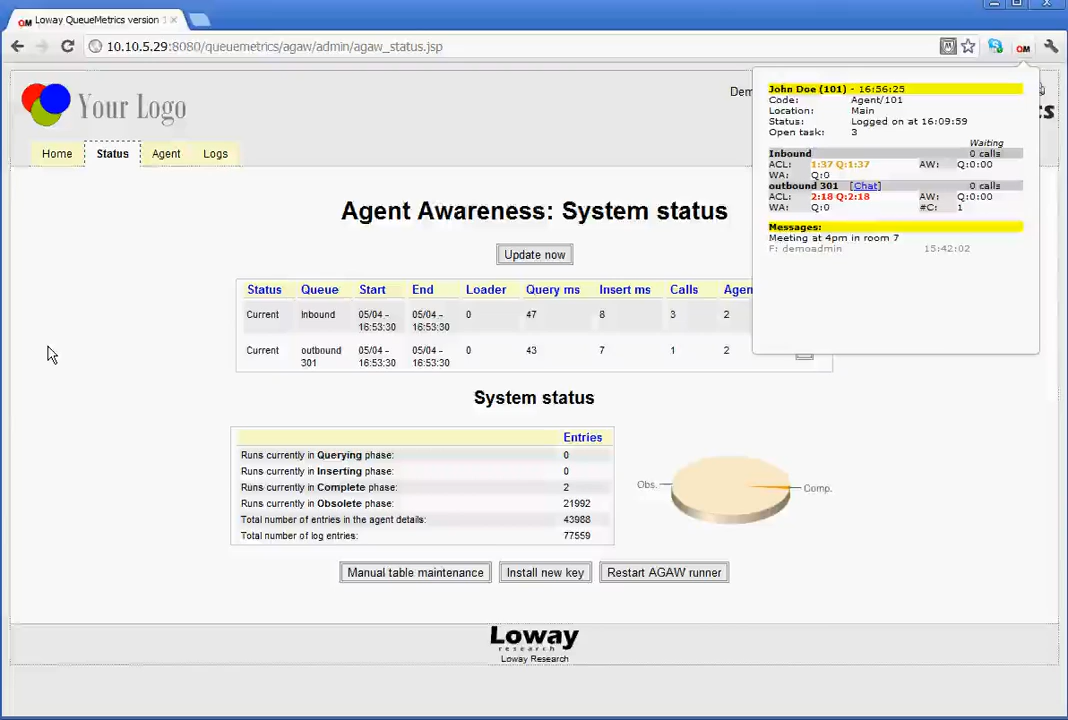 Loway QueueMetrics version 1
10.10.5.29:8080/queuemetrics/agaw/admin/agaw_status.jsp
QM
Your Logo
Dem
Home Status Agent Logs
John Doe (101) - 16:56:25
Code: Agent/101
Location: Main
Status: Logged on at 16:09:59
Open task: 3
Waiting
Inbound 0 calls
ACL: 1:37 Q:1:37 AW: Q:0:00
WA: Q:0
outbound 301 [Chat] 0 calls
ACL: 2:18 Q:2:18 AW: Q:0:00
WA: Q:0 #C: 1
Messages:
Meeting at 4pm in room 7
F: demoadmin 15:42:02
Agent Awareness: System status
Update now
Status Queue Start End Loader Query ms Insert ms Calls Agen
Current Inbound 05/04 - 16:53:30 05/04 - 16:53:30 0 47 8 3 2
Current outbound 301 05/04 - 16:53:30 05/04 - 16:53:30 0 43 7 1 2
System status
Entries
Runs currently in Querying phase: 0
Runs currently in Inserting phase: 0
Runs currently in Complete phase: 2
Runs currently in Obsolete phase: 21992
Total number of entries in the agent details: 43988
Total number of log entries: 77559
Obs. Comp.
Manual table maintenance Install new key Restart AGAW runner
Loway
research
Loway Research